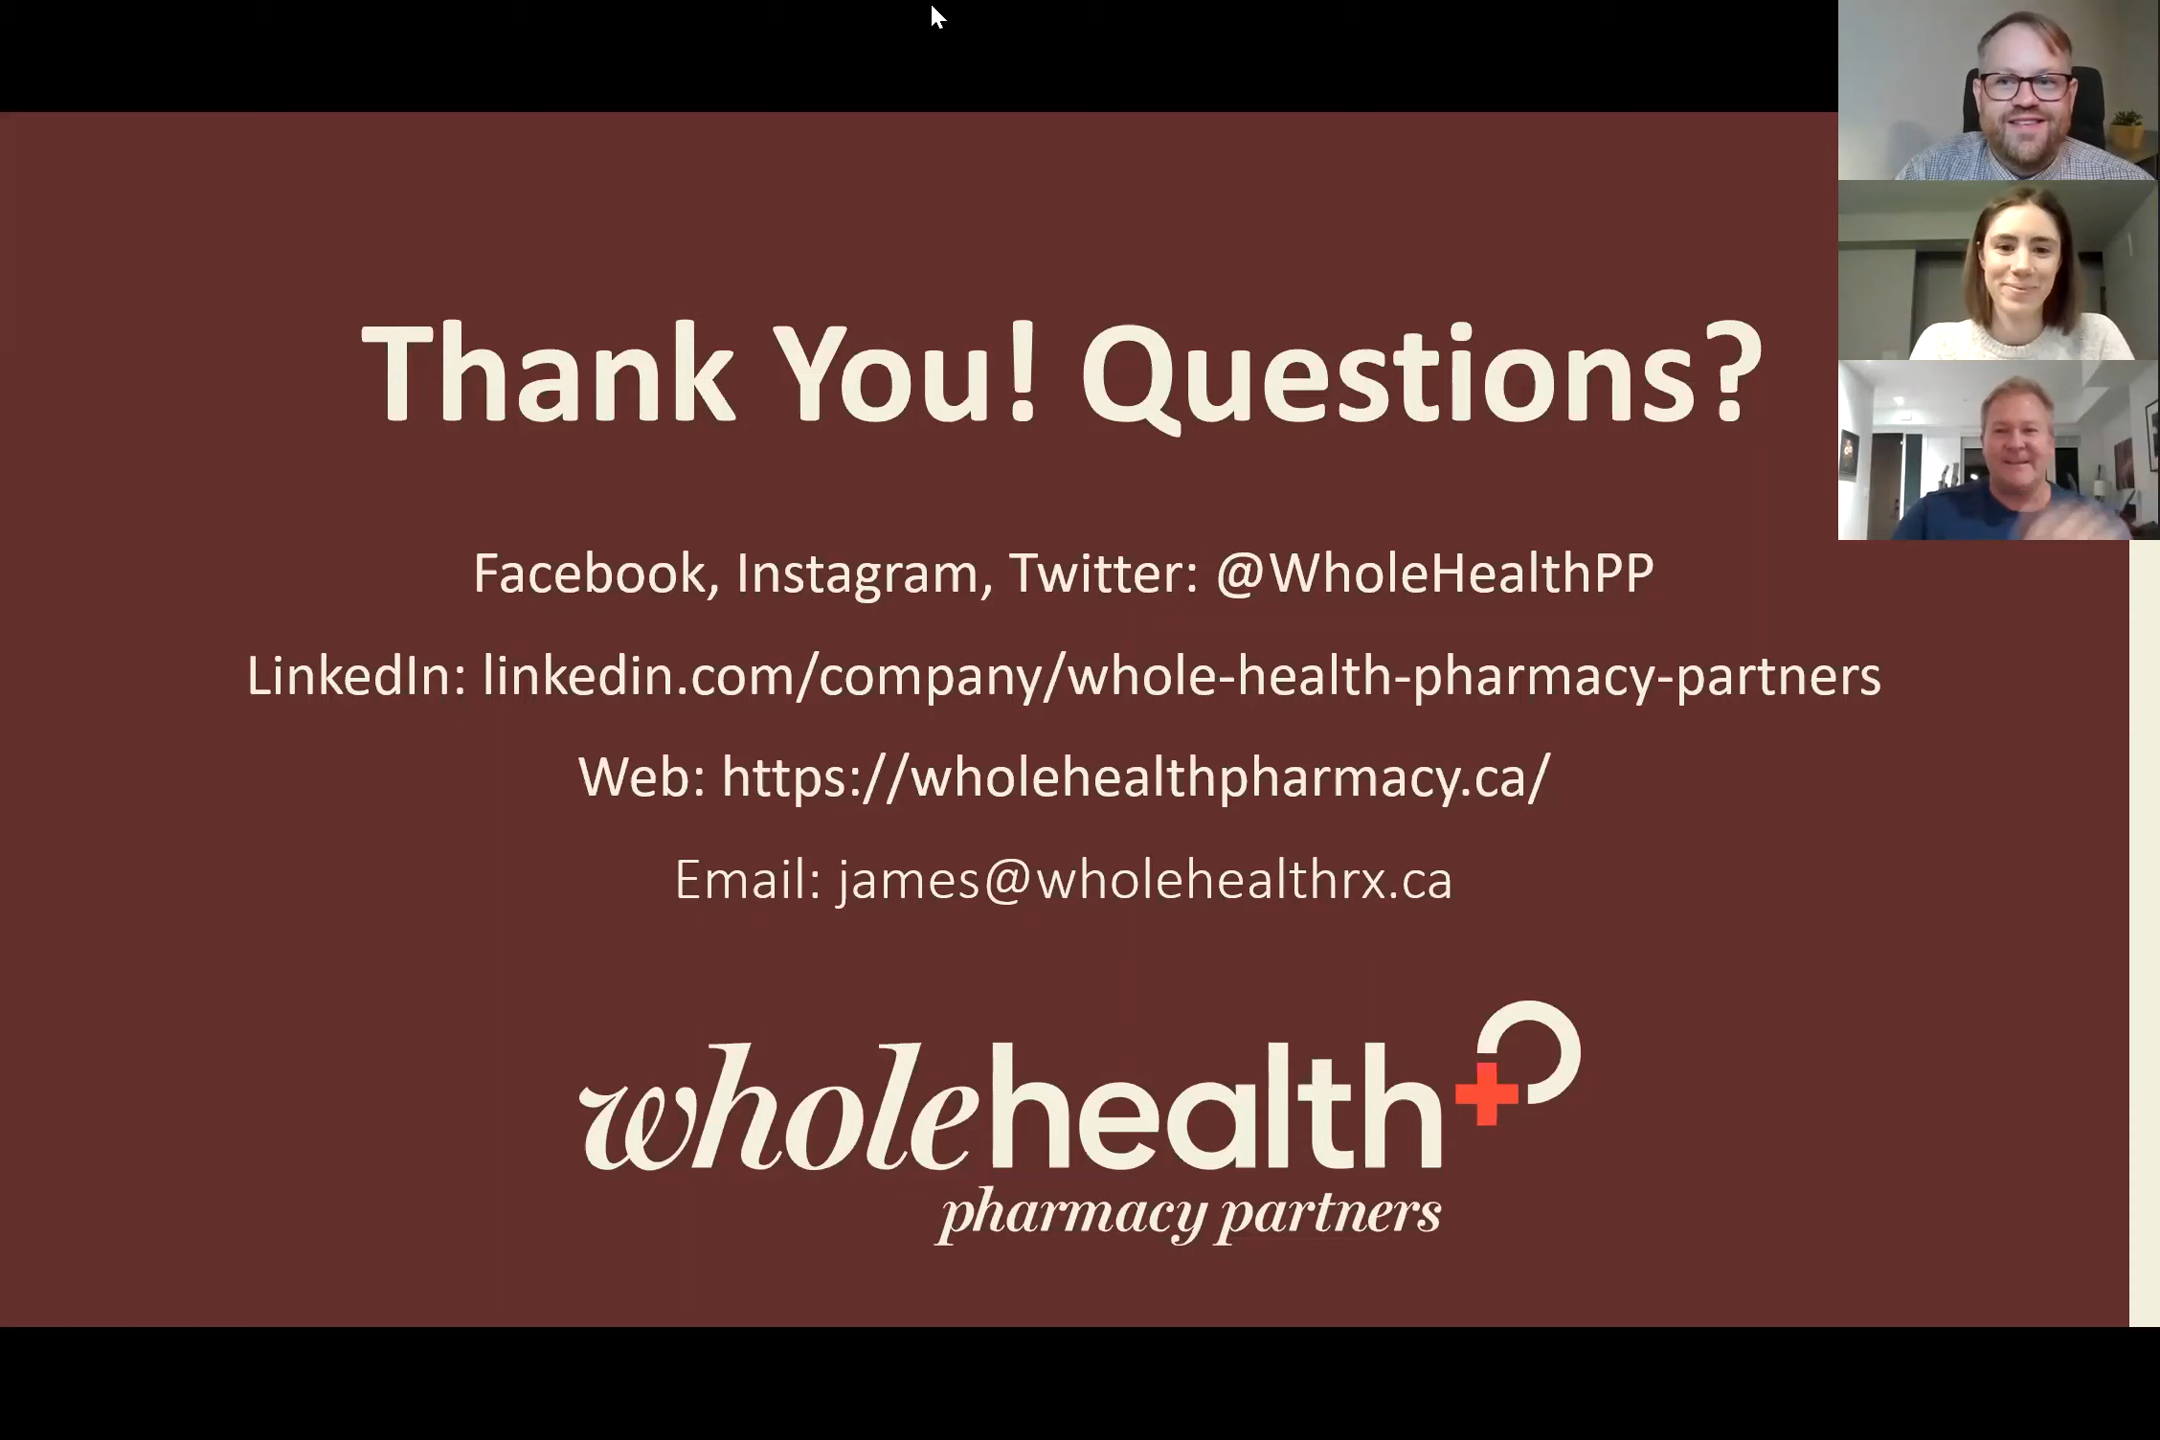 Thank You! Questions?
Facebook, Instagram, Twitter: @WholeHealthPP
LinkedIn: linkedin.com/company/whole-health-pharmacy-partners
Web: https://wholehealthpharmacy.ca/
Email: james@wholehealthrx.ca
wholehealth
pharmacy partners